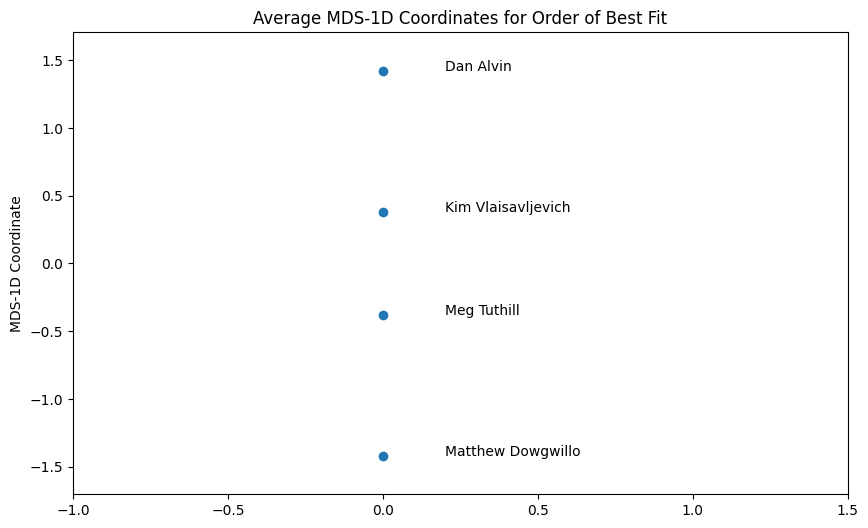 Average MDS-1D Coordinates for Order of Best Fit
1.5
Dan Alvin
1.0
0.5
Kim Vlaisavljevich
MDS-1D Coordinate
0.0
Meg Tuthill
−0.5
−1.0
Matthew Dowgwillo
−1.5
−1.0
−0.5
0.0
0.5
1.0
1.5